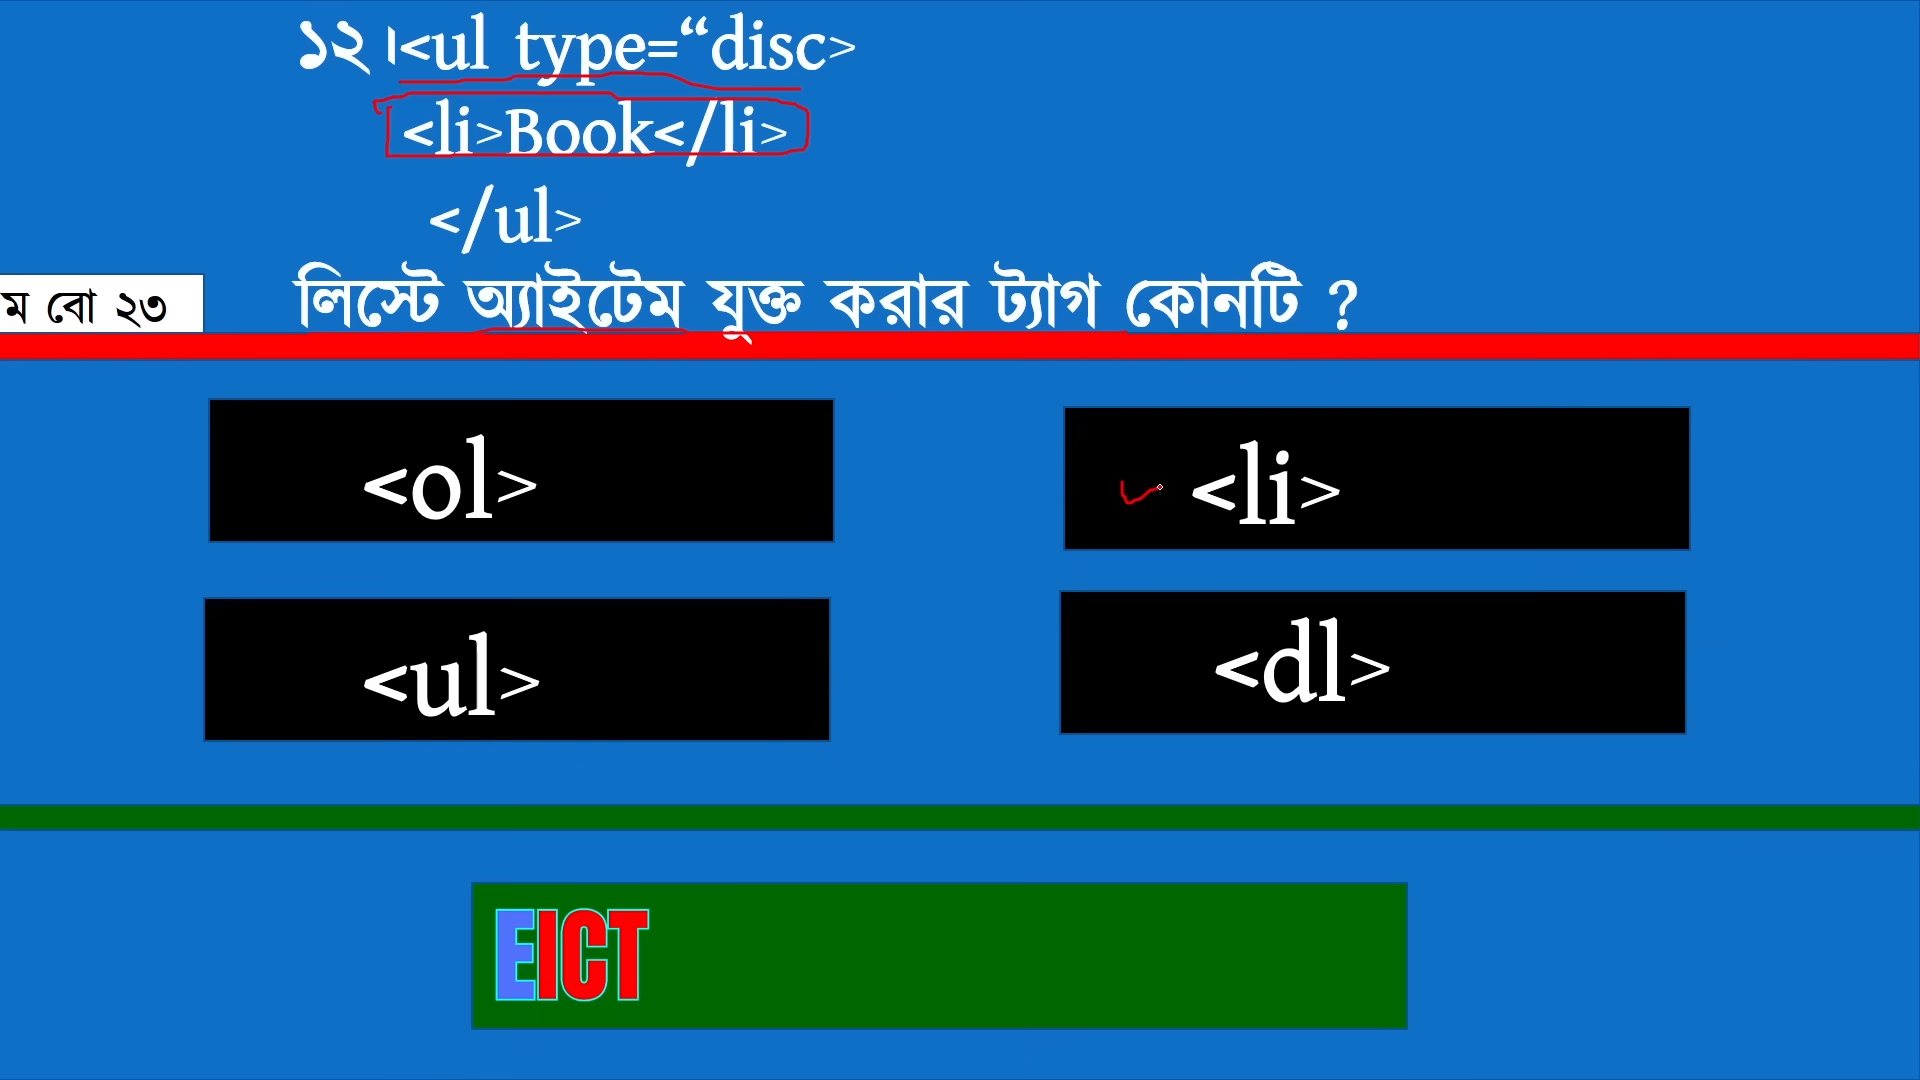 ১২।<ul type=“disc>
<li>Book</li>
</ul>
ম বো ২৩
লিস্টে অ্যাইটেম যুক্ত করার ট্যাগ কোনটি ?
<ol>
<li>
<ul>
<dl>
EICT